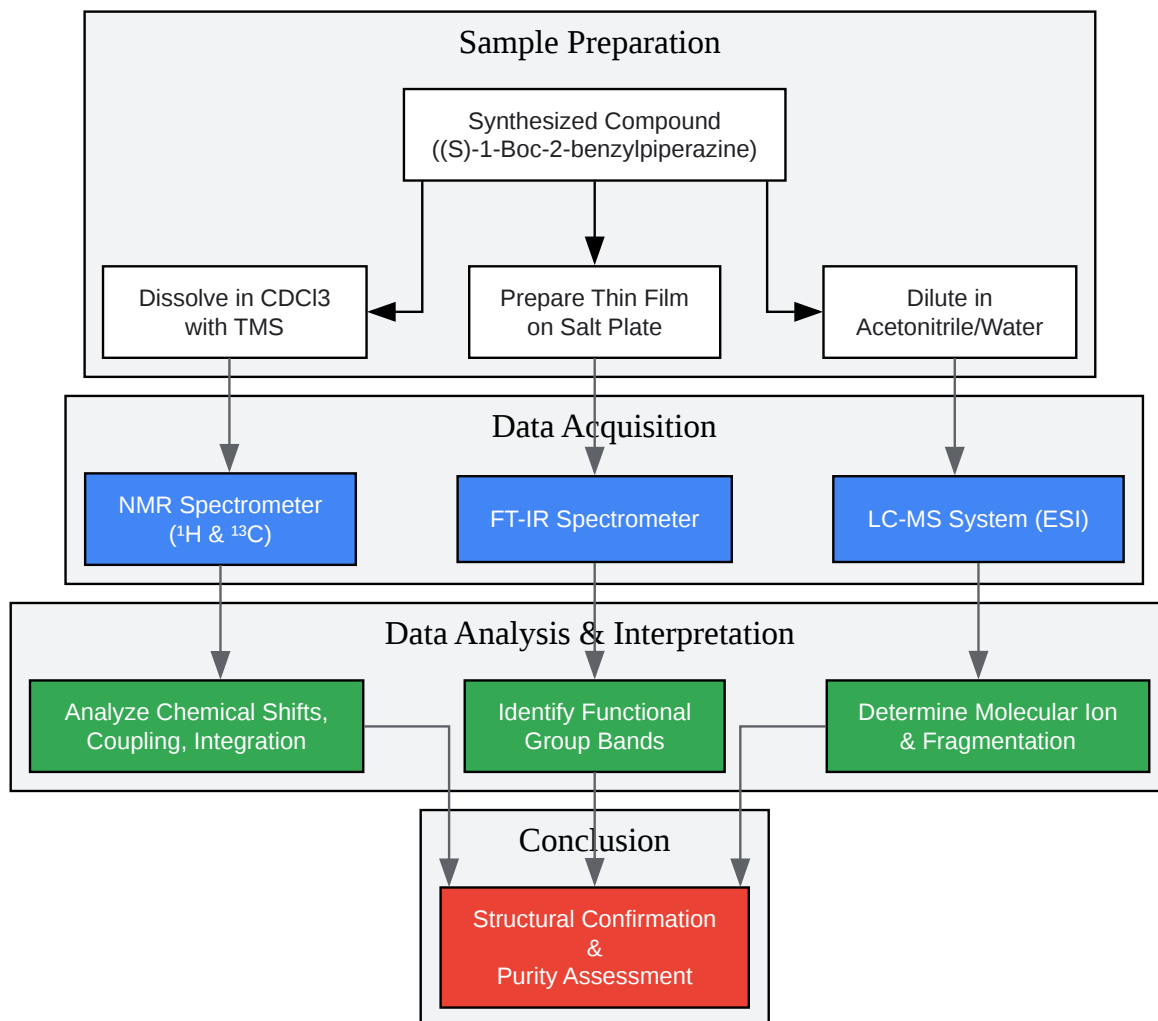 Sample Preparation
Synthesized Compound
((S)-1-Boc-2-benzylpiperazine)
Dissolve in CDCl3
with TMS
Prepare Thin Film
on Salt Plate
Dilute in
Acetonitrile/Water
Data Acquisition
NMR Spectrometer
(¹H & ¹³C)
FT-IR Spectrometer
LC-MS System (ESI)
Data Analysis & Interpretation
Analyze Chemical Shifts,
Coupling, Integration
Identify Functional
Group Bands
Determine Molecular Ion
& Fragmentation
Conclusion
Structural Confirmation
&
Purity Assessment